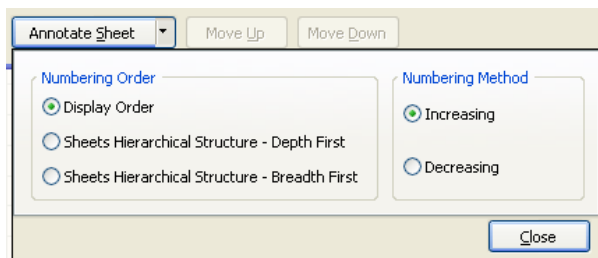 Annotate Sheet Move Up Move Down
Numbering Order
Display Order
Sheets Hierarchical Structure - Depth First
Sheets Hierarchical Structure - Breadth First
Numbering Method
Increasing
Decreasing
Close